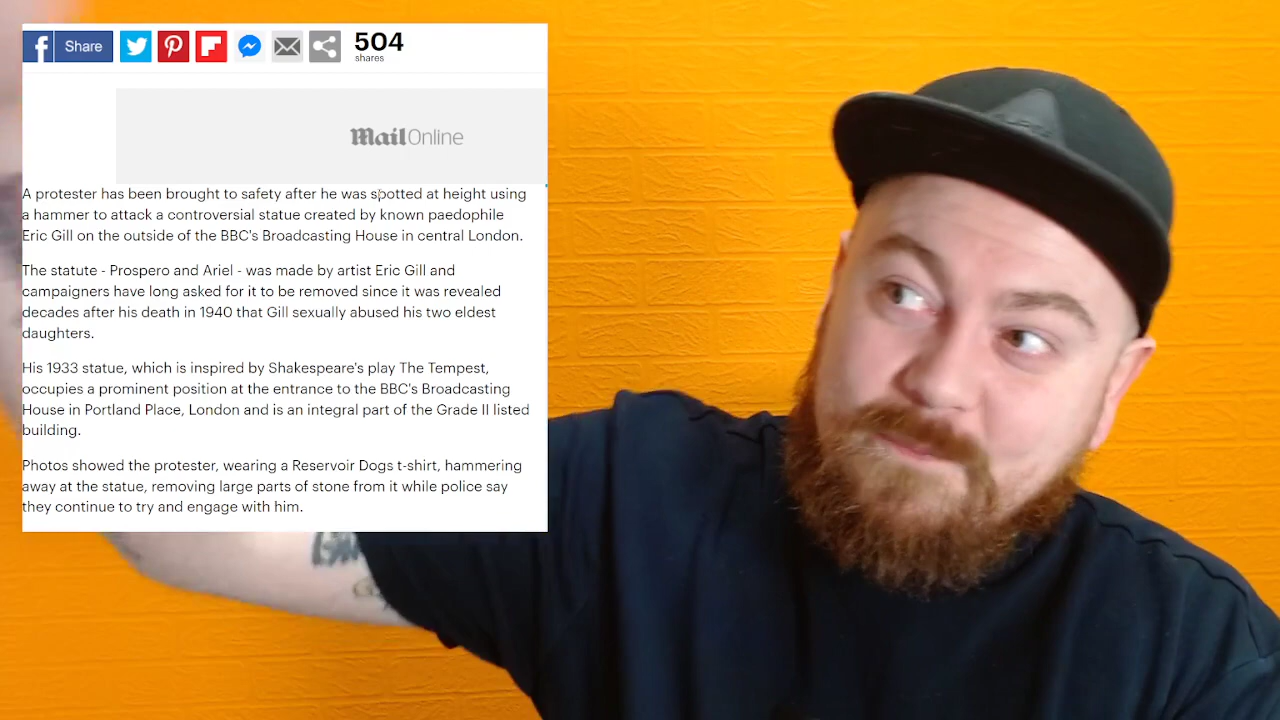 Share
504
shares
MailOnline
A protester has been brought to safety after he was spotted at height using
a hammer to attack a controversial statue created by known paedophile
Eric Gill on the outside of the BBC's Broadcasting House in central London.
The statute - Prospero and Ariel - was made by artist Eric Gill and
campaigners have long asked for it to be removed since it was revealed
decades after his death in 1940 that Gill sexually abused his two eldest
daughters.
His 1933 statue, which is inspired by Shakespeare's play The Tempest,
occupies a prominent position at the entrance to the BBC's Broadcasting
House in Portland Place, London and is an integral part of the Grade II listed
building.
Photos showed the protester, wearing a Reservoir Dogs t-shirt, hammering
away at the statue, removing large parts of stone from it while police say
they continue to try and engage with him.